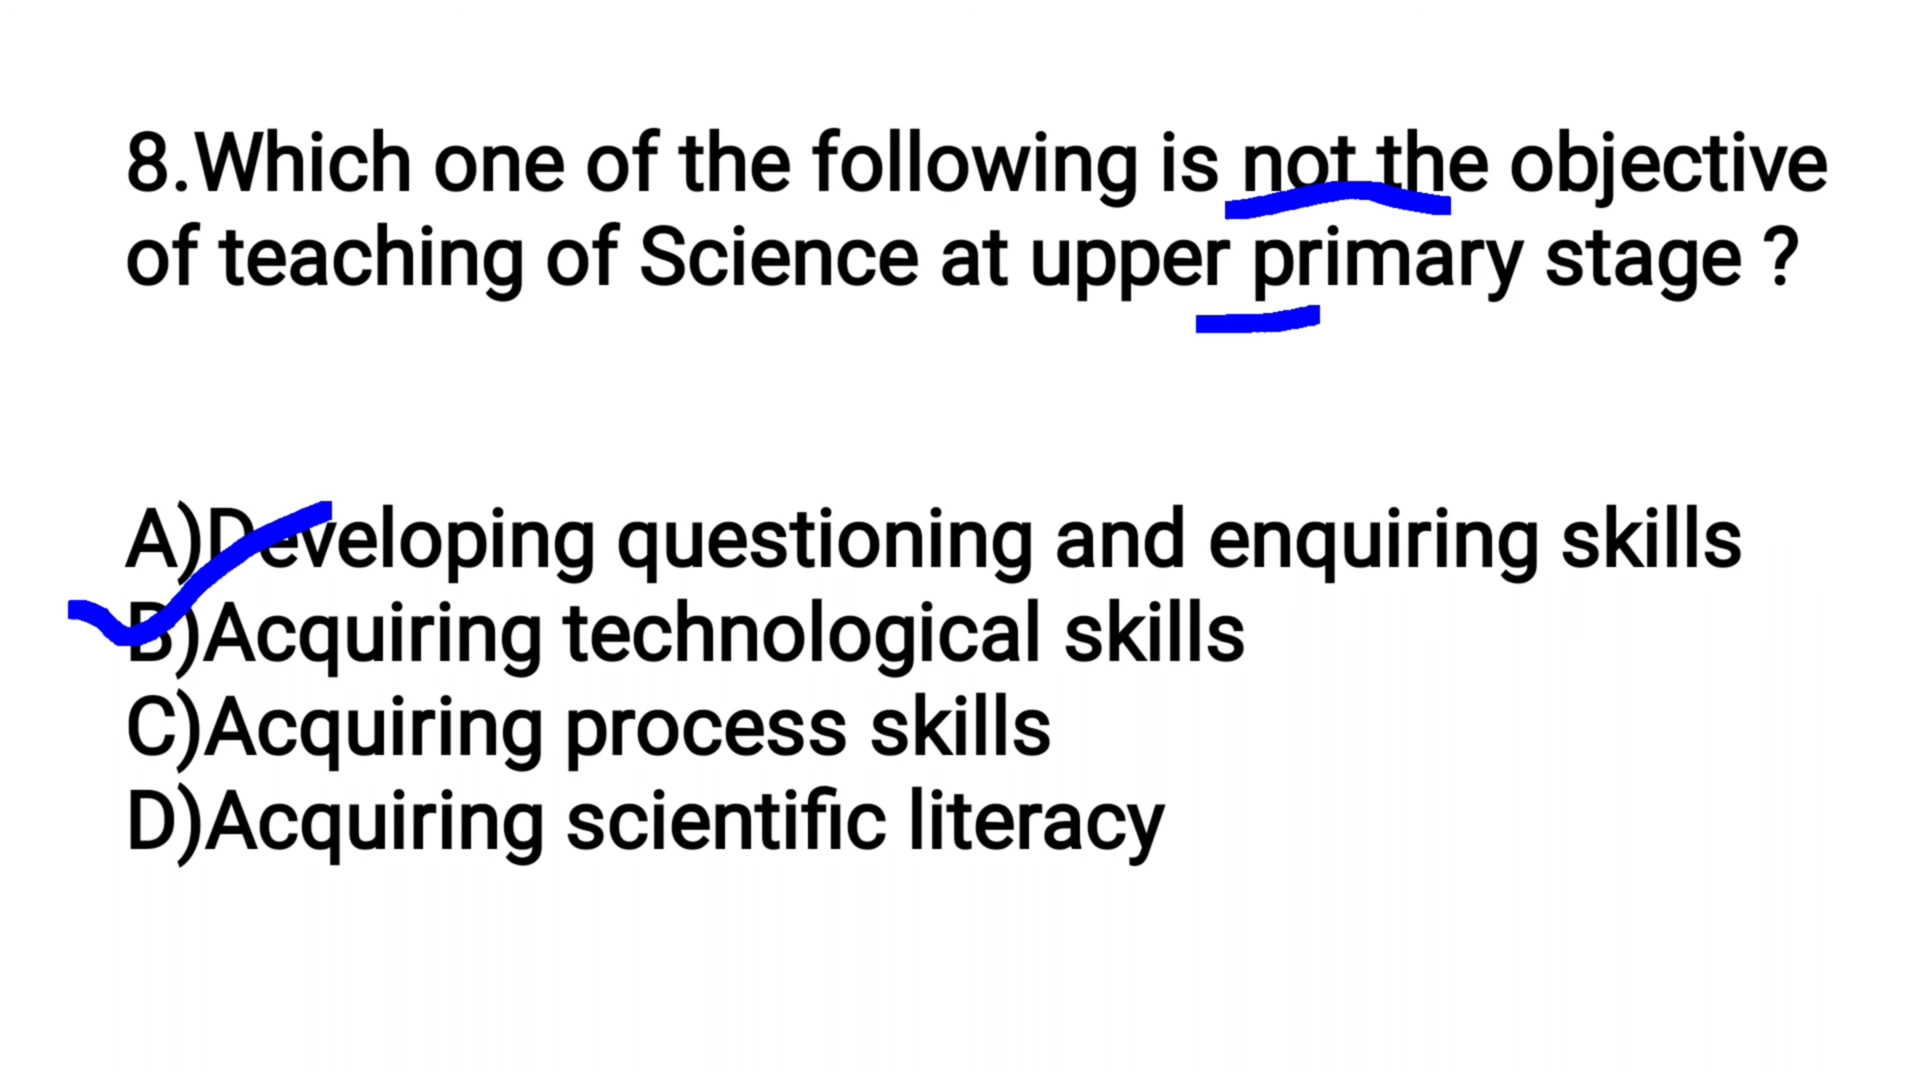 8.Which one of the following is not the objective
of teaching of Science at upper primary stage ?
A)Developing questioning and enquiring skills
B)Acquiring technological skills
C)Acquiring process skills
D)Acquiring scientific literacy